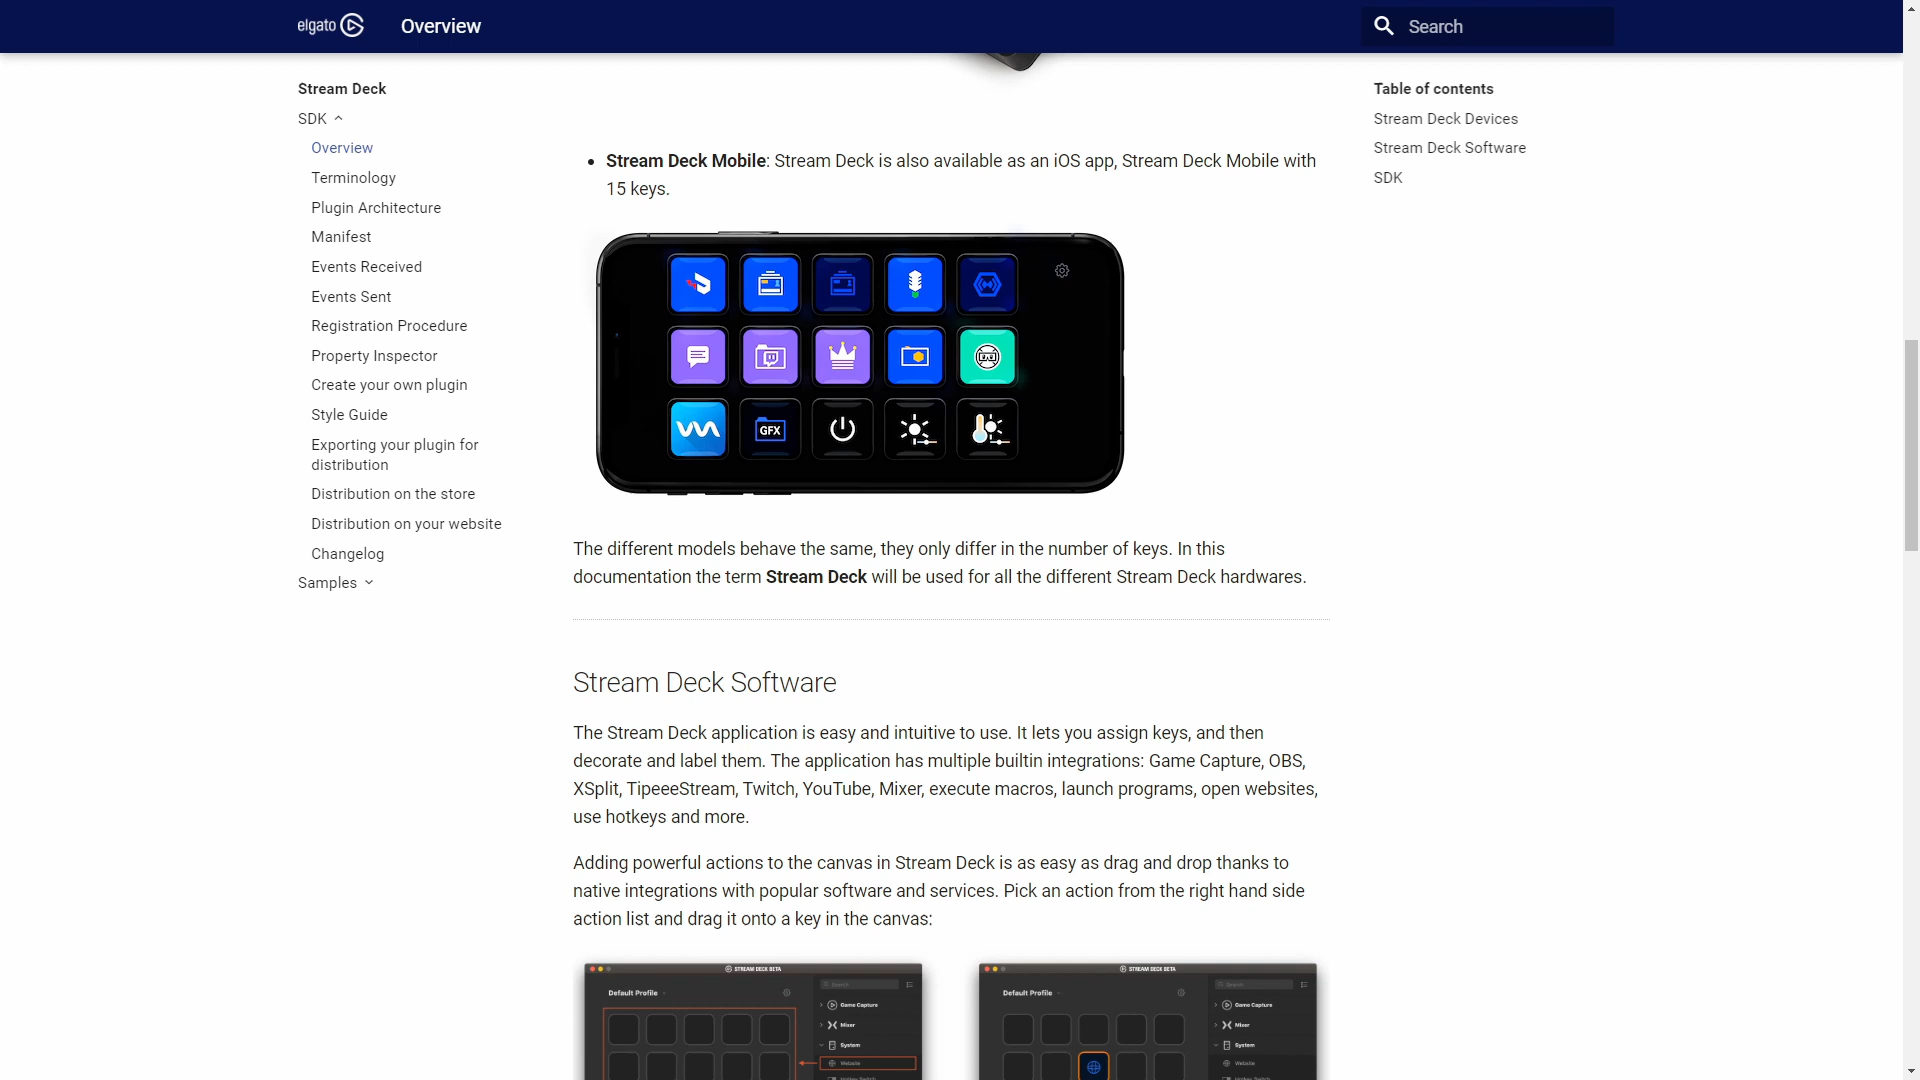 elgato
Overview
Search
Stream Deck
SDK
Overview
Terminology
Plugin Architecture
Manifest
Events Received
Events Sent
Registration Procedure
Property Inspector
Create your own plugin
Style Guide
Exporting your plugin for
distribution
Distribution on the store
Distribution on your website
Changelog
Samples
Stream Deck Mobile: Stream Deck is also available as an iOS app, Stream Deck Mobile with
15 keys.
GFX
The different models behave the same, they only differ in the number of keys. In this
documentation the term Stream Deck will be used for all the different Stream Deck hardwares.
Stream Deck Software
The Stream Deck application is easy and intuitive to use. It lets you assign keys, and then
decorate and label them. The application has multiple builtin integrations: Game Capture, OBS,
XSplit, TipeeeStream, Twitch, YouTube, Mixer, execute macros, launch programs, open websites,
use hotkeys and more.
Adding powerful actions to the canvas in Stream Deck is as easy as drag and drop thanks to
native integrations with popular software and services. Pick an action from the right hand side
action list and drag it onto a key in the canvas:
STREAM DECK BETA
Default Profile
Search
Game Capture
Mixer
System
Website
Hotkey Switch
STREAM DECK BETA
Default Profile
Search
Game Capture
Mixer
System
Website
Hotkey Switch
Table of contents
Stream Deck Devices
Stream Deck Software
SDK